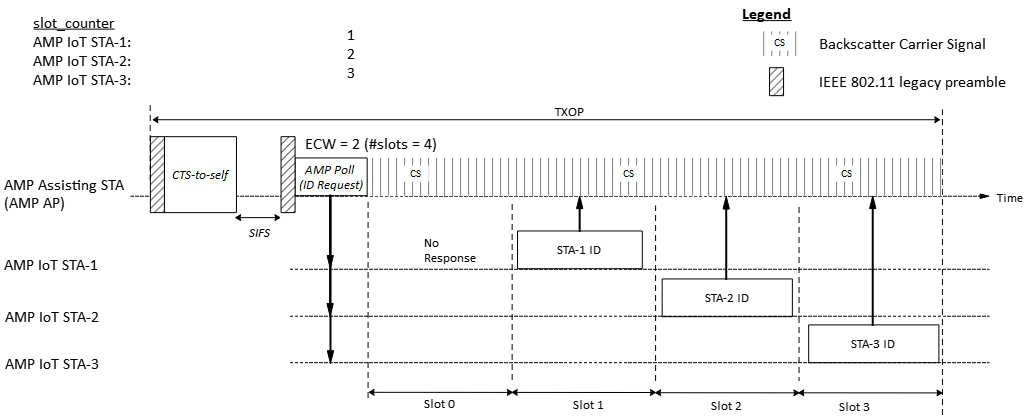 slot_counter
AMP IoT STA-1: 1
AMP IoT STA-2: 2
AMP IoT STA-3: 3
Legend
CS Backscatter Carrier Signal
IEEE 802.11 legacy preamble
TXOP
ECW = 2 (#slots = 4)
CTS-to-self
AMP Poll
(ID Request)
CS CS CS
AMP Assisting STA
(AMP AP)
Time
SIFS
No
Response
STA-1 ID
AMP IoT STA-1
STA-2 ID
AMP IoT STA-2
STA-3 ID
AMP IoT STA-3
Slot 0 Slot 1 Slot 2 Slot 3